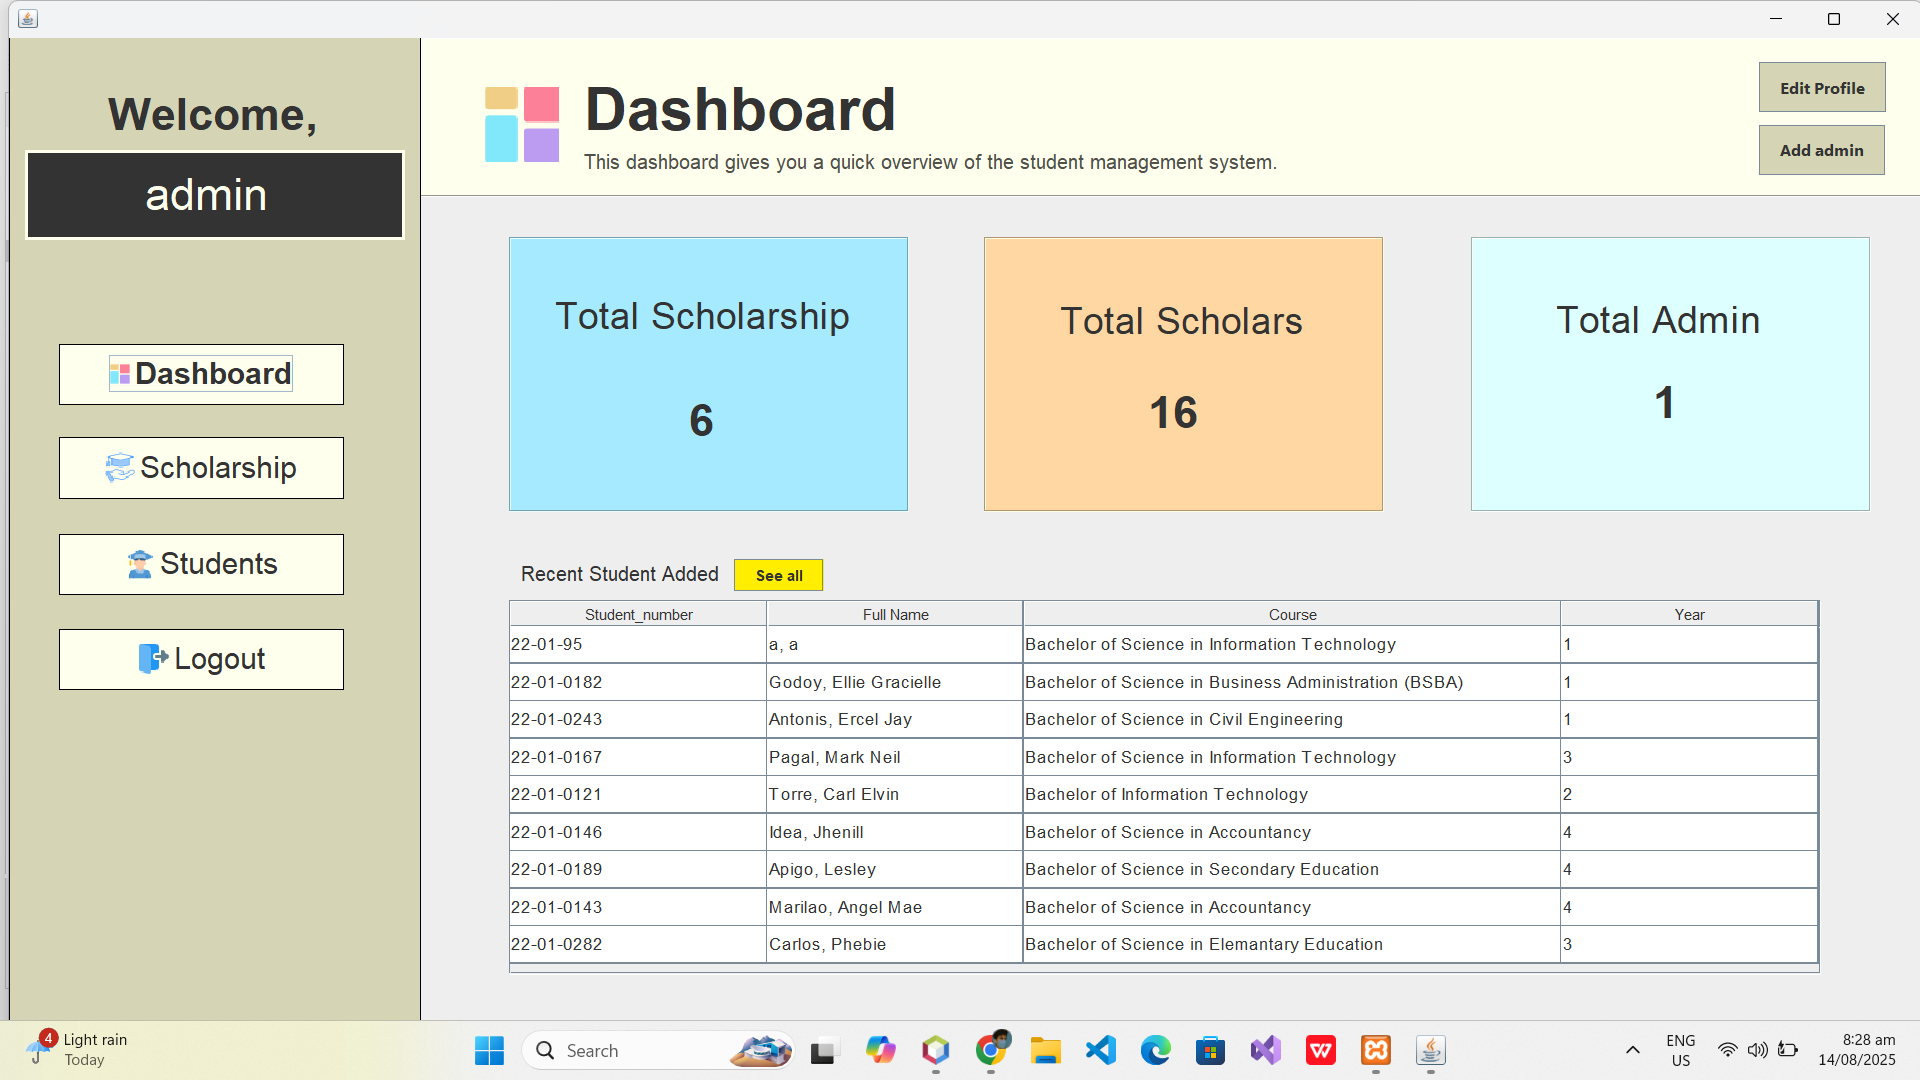 Welcome,
admin
Dashboard
Scholarship
Students
Logout
Dashboard
This dashboard gives you a quick overview of the student management system.
Edit Profile
Add admin
Total Scholarship
6
Total Scholars
16
Total Admin
1
Recent Student Added See all
Student_number Full Name Course Year
22-01-95 a, a Bachelor of Science in Information Technology 1
22-01-0182 Godoy, Ellie Gracielle Bachelor of Science in Business Administration (BSBA) 1
22-01-0243 Antonis, Ercel Jay Bachelor of Science in Civil Engineering 1
22-01-0167 Pagal, Mark Neil Bachelor of Science in Information Technology 3
22-01-0121 Torre, Carl Elvin Bachelor of Information Technology 2
22-01-0146 Idea, Jhenill Bachelor of Science in Accountancy 4
22-01-0189 Apigo, Lesley Bachelor of Science in Secondary Education 4
22-01-0143 Marilao, Angel Mae Bachelor of Science in Accountancy 4
22-01-0282 Carlos, Phebie Bachelor of Science in Elemantary Education 3
4
Light rain
Today
Search
W
ENG
US
8:28 am
14/08/2025